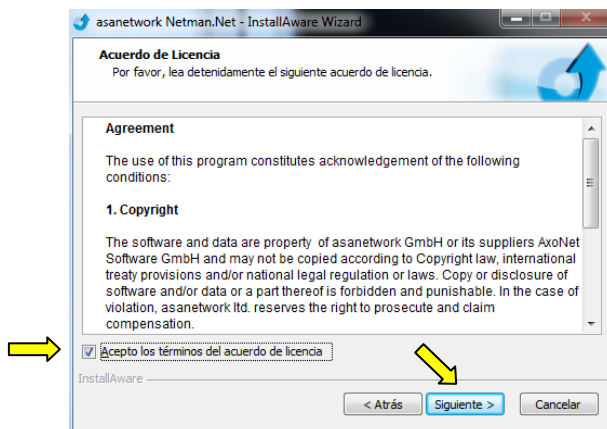 asanetwork Netman.Net - InstallAware Wizard
Acuerdo de Licencia
Por favor, lea detenidamente el siguiente acuerdo de licencia.
Agreement
The use of this program constitutes acknowledgement of the following
conditions:
1. Copyright
The software and data are property of asanetwork GmbH or its suppliers AxoNet
Software GmbH and may not be copied according to Copyright law, international
treaty provisions and/or national legal regulation or laws. Copy or disclosure of
software and/or data or a part thereof is forbidden and punishable. In the case of
violation, asanetwork ltd. reserves the right to prosecute and claim
compensation.
Acepto los términos del acuerdo de licencia
InstallAware
< Atrás Siguiente > Cancelar